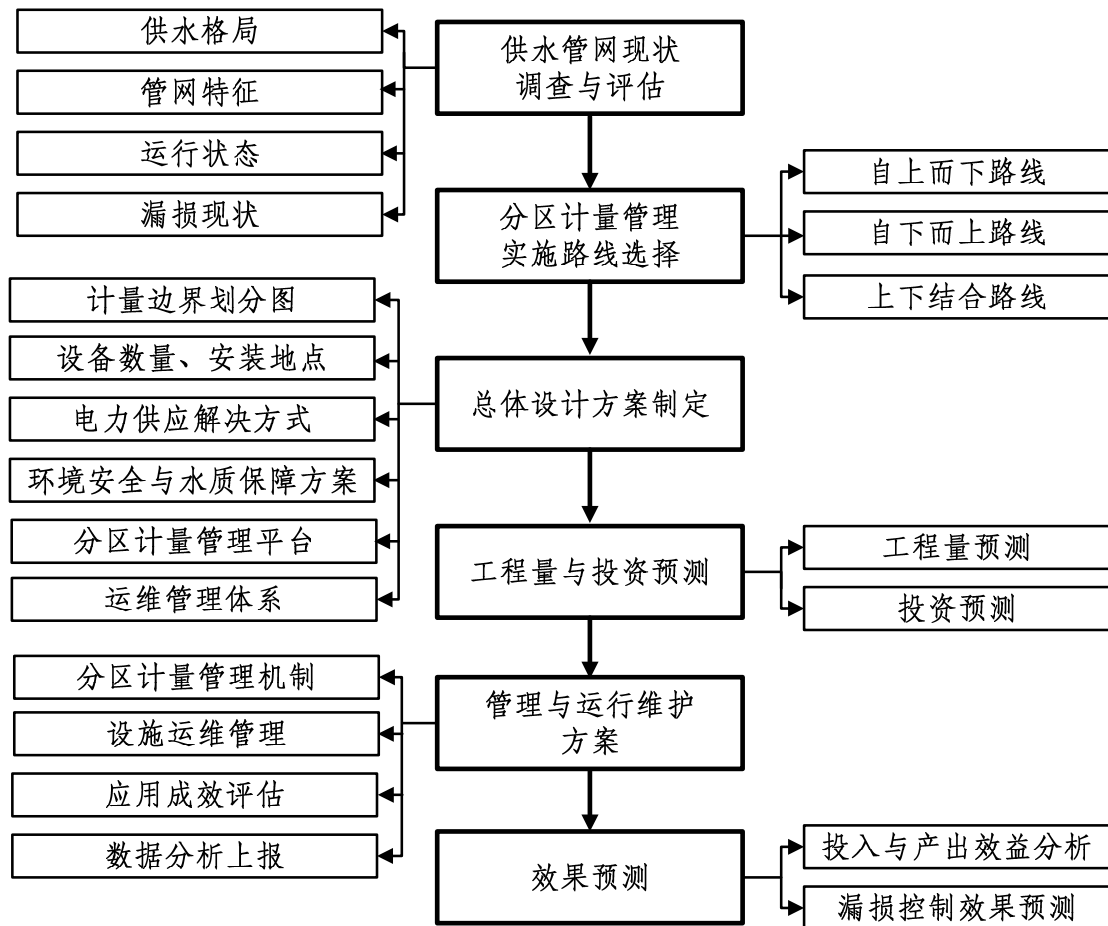 供水格局
管网特征
运行状态
漏损现状
供水管网现状
调查与评估
分区计量管理
实施路线选择
自上而下路线
自下而上路线
上下结合路线
计量边界划分图
设备数量、安装地点
电力供应解决方式
环境安全与水质保障方案
分区计量管理平台
运维管理体系
总体设计方案制定
工程量与投资预测
工程量预测
投资预测
分区计量管理机制
设施运维管理
应用成效评估
数据分析上报
管理与运行维护
方案
效果预测
投入与产出效益分析
漏损控制效果预测